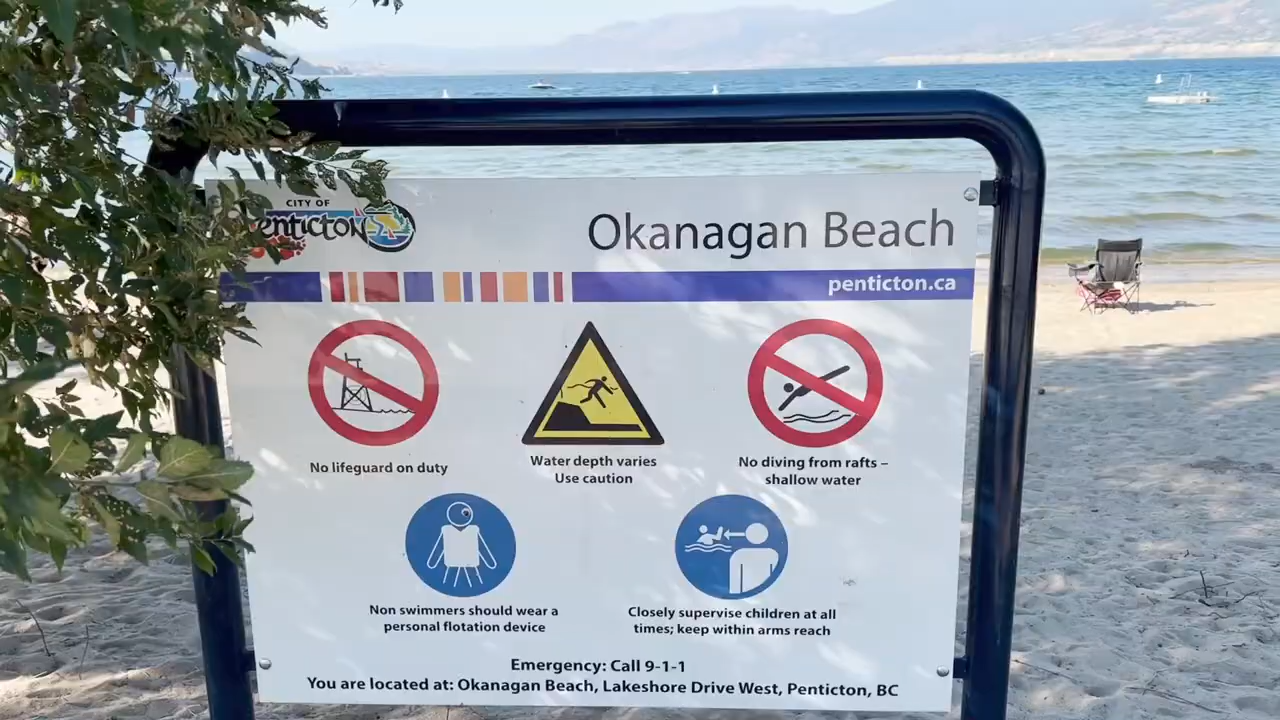 CITY OF
Penticton
Okanagan Beach
penticton.ca
No lifeguard on duty
Water depth varies
Use caution
No diving from rafts –
shallow water
Non swimmers should wear a
personal flotation device
Closely supervise children at all
times; keep within arms reach
Emergency: Call 9-1-1
You are located at: Okanagan Beach, Lakeshore Drive West, Penticton, BC